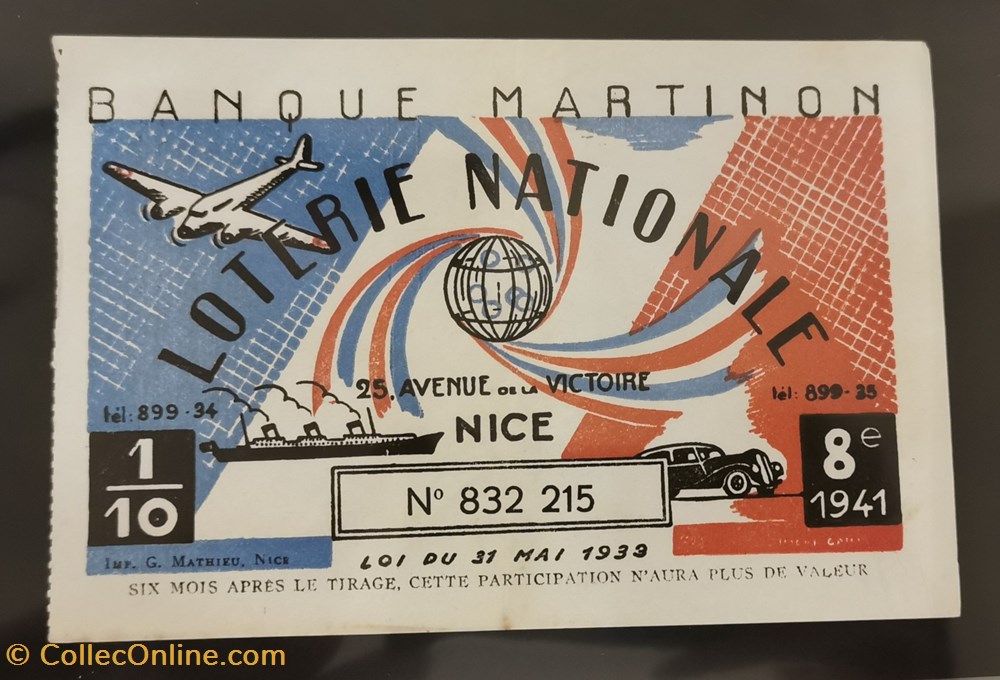 BANQUE MARTINON
LOTERIE NATIONALE
25, AVENUE DE LA VICTOIRE
NICE
tél: 899-34
tél: 899-35
1/10
8e
1941
No 832 215
LOI DU 31 MAI 1933
IMP. G. MATHIEU, NICE
SIX MOIS APRÈS LE TIRAGE, CETTE PARTICIPATION N'AURA PLUS DE VALEUR
© CollecOnline.com